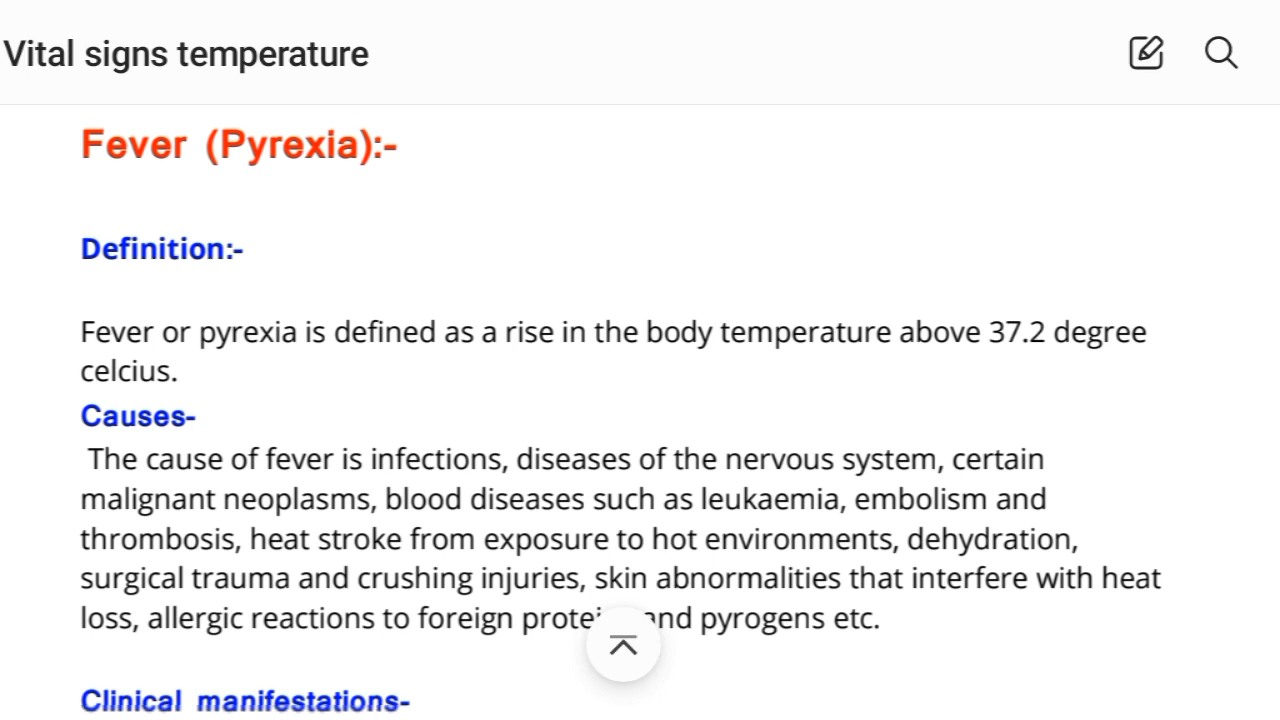 Vital signs temperature
Fever (Pyrexia):-
Definition:-
Fever or pyrexia is defined as a rise in the body temperature above 37.2 degree
celcius.
Causes-
The cause of fever is infections, diseases of the nervous system, certain
malignant neoplasms, blood diseases such as leukaemia, embolism and
thrombosis, heat stroke from exposure to hot environments, dehydration,
surgical trauma and crushing injuries, skin abnormalities that interfere with heat
loss, allergic reactions to foreign and pyrogens etc.
Clinical manifestations-